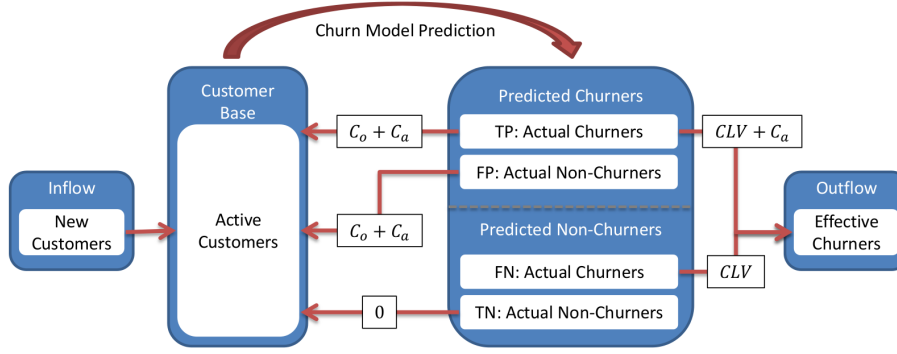 Churn Model Prediction
Customer
Base
Predicted Churners
$C_o + C_a$
TP: Actual Churners
$CLV + C_a$
FP: Actual Non-Churners
Inflow
New
Customers
Active
Customers
$C_o + C_a$
Predicted Non-Churners
Outflow
Effective
Churners
FN: Actual Churners
$CLV$
0
TN: Actual Non-Churners